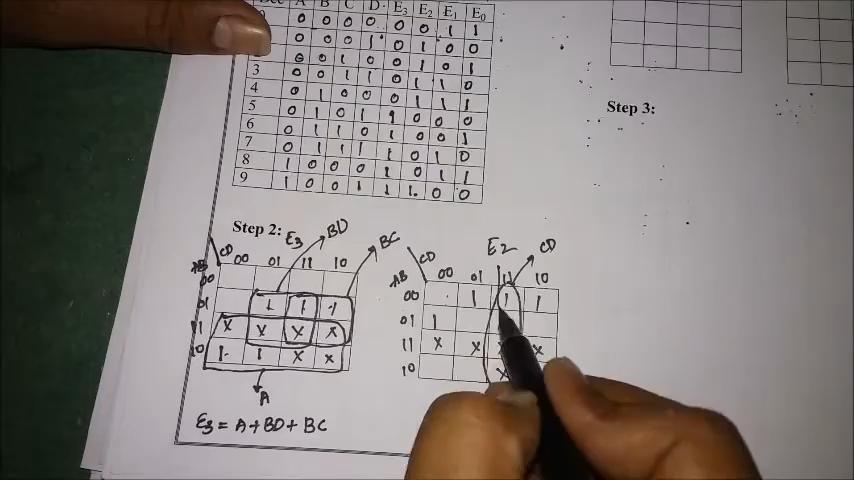 Dec A B C D E3 E2 E1 E0
0 0 0 0 0 0 1 1
0 0 0 1 0 1 0 0
0 0 1 0 0 1 0 1
3 0 0 1 1 0 1 1 0
4 0 1 0 0 0 1 1 1
5 0 1 0 1 1 0 0 0
6 0 1 1 0 1 0 0 1
7 0 1 1 1 1 0 1 0
8 1 0 0 0 1 0 1 1
9 1 0 0 1 1 1 0 0
Step 3:
Step 2: E3 BD BC
AB CD 00 01 11 10
00
01 1 1 1
11 X X X X
10 1 1 X X
A
E3 = A + BD + BC
E2 CD
AB CD 00 01 11 10
00 1 1 1
01 1
11 X X X
10 X